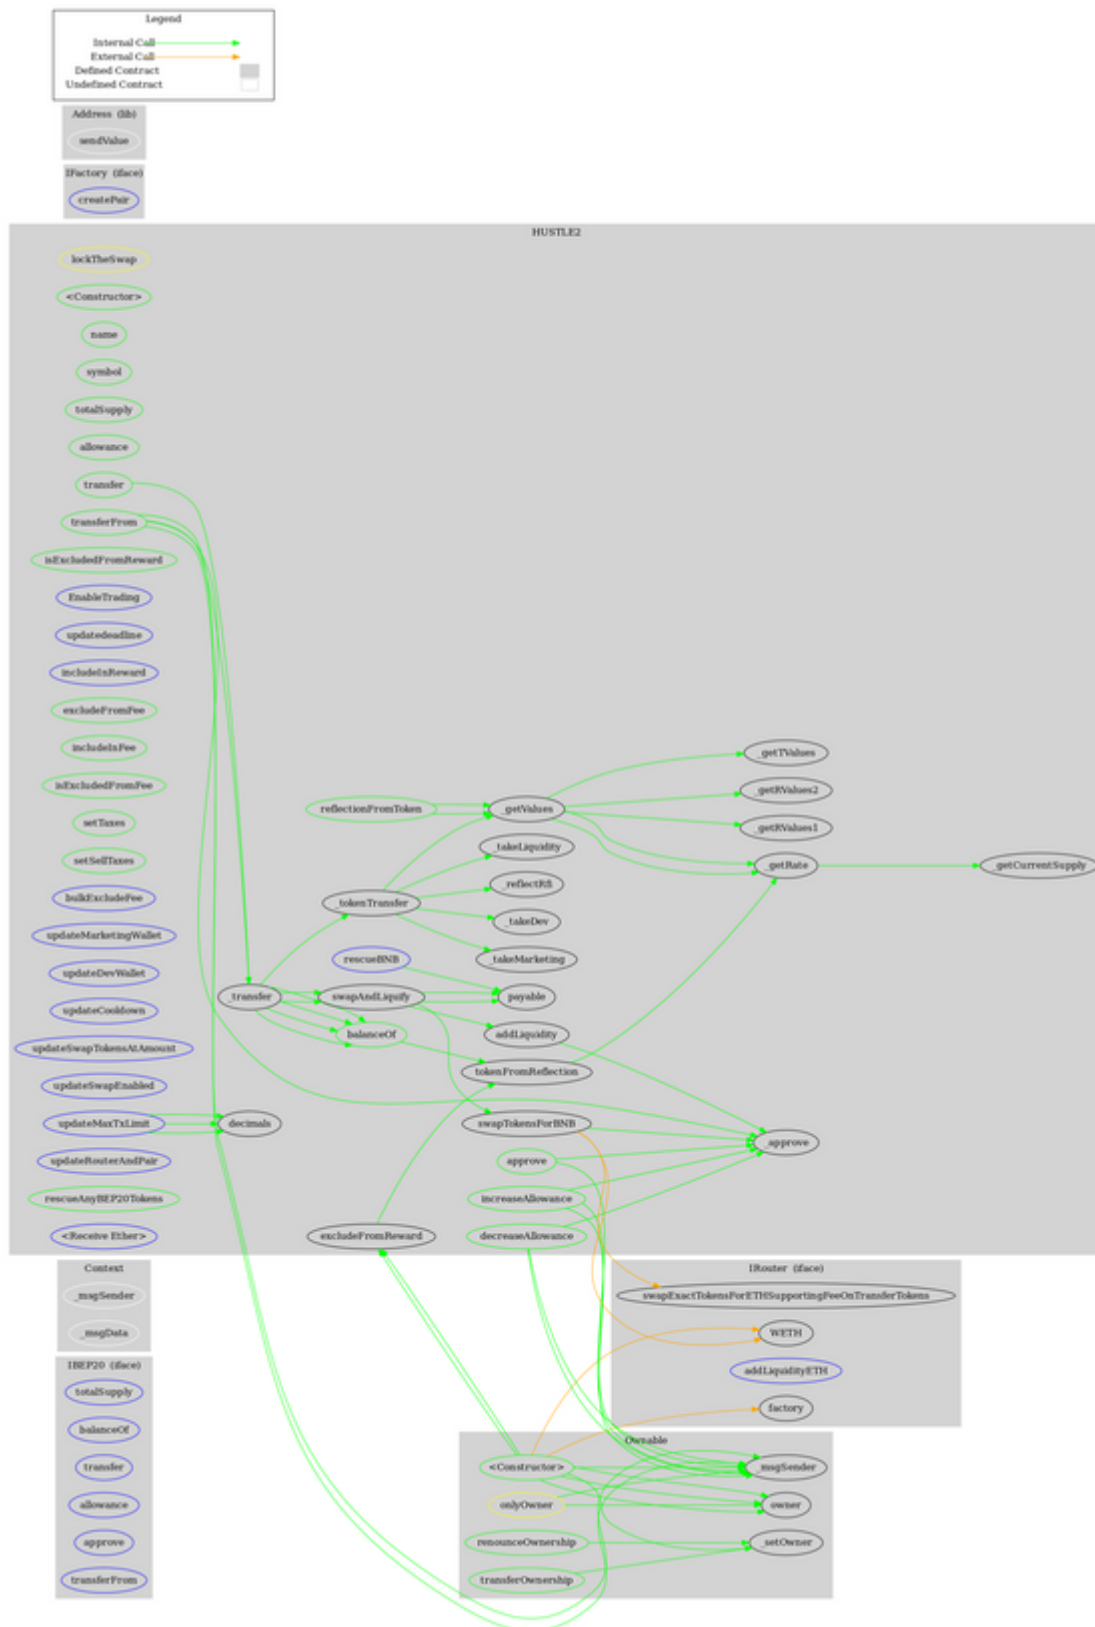 Legend
Internal Call
External Call
Defined Contract
Undefined Contract
Address (lib)
sendValue
IFactory (iface)
createPair
HUSTLE2
lockTheSwap
<Constructor>
name
symbol
totalSupply
allowance
transfer
transferFrom
isExcludedFromReward
EnableTrading
updatedeadline
includeInReward
excludeFromFee
includeInFee
isExcludedFromFee
setTaxes
setSellTaxes
bulkExcludeFee
updateMarketingWallet
updateDevWallet
updateCooldown
updateSwapTokensAtAmount
updateSwapEnabled
updateMaxTxLimit
updateRouterAndPair
rescueAnyBEP20Tokens
<Receive Ether>
_transfer
decimals
reflectionFromToken
_tokenTransfer
rescueBNB
swapAndLiquify
balanceOf
excludeFromReward
_getValues
_takeLiquidity
_reflectRfi
_takeDev
_takeMarketing
payable
addLiquidity
tokenFromReflection
swapTokensForBNB
approve
increaseAllowance
decreaseAllowance
_getTValues
_getRValues2
_getRValues1
_getRate
_approve
_getCurrentSupply
Context
_msgSender
_msgData
IBEP20 (iface)
totalSupply
balanceOf
transfer
allowance
approve
transferFrom
IRouter (iface)
swapExactTokensForETHSupportingFeeOnTransferTokens
WETH
addLiquidityETH
factory
Ownable
<Constructor>
onlyOwner
renounceOwnership
transferOwnership
_msgSender
owner
_setOwner